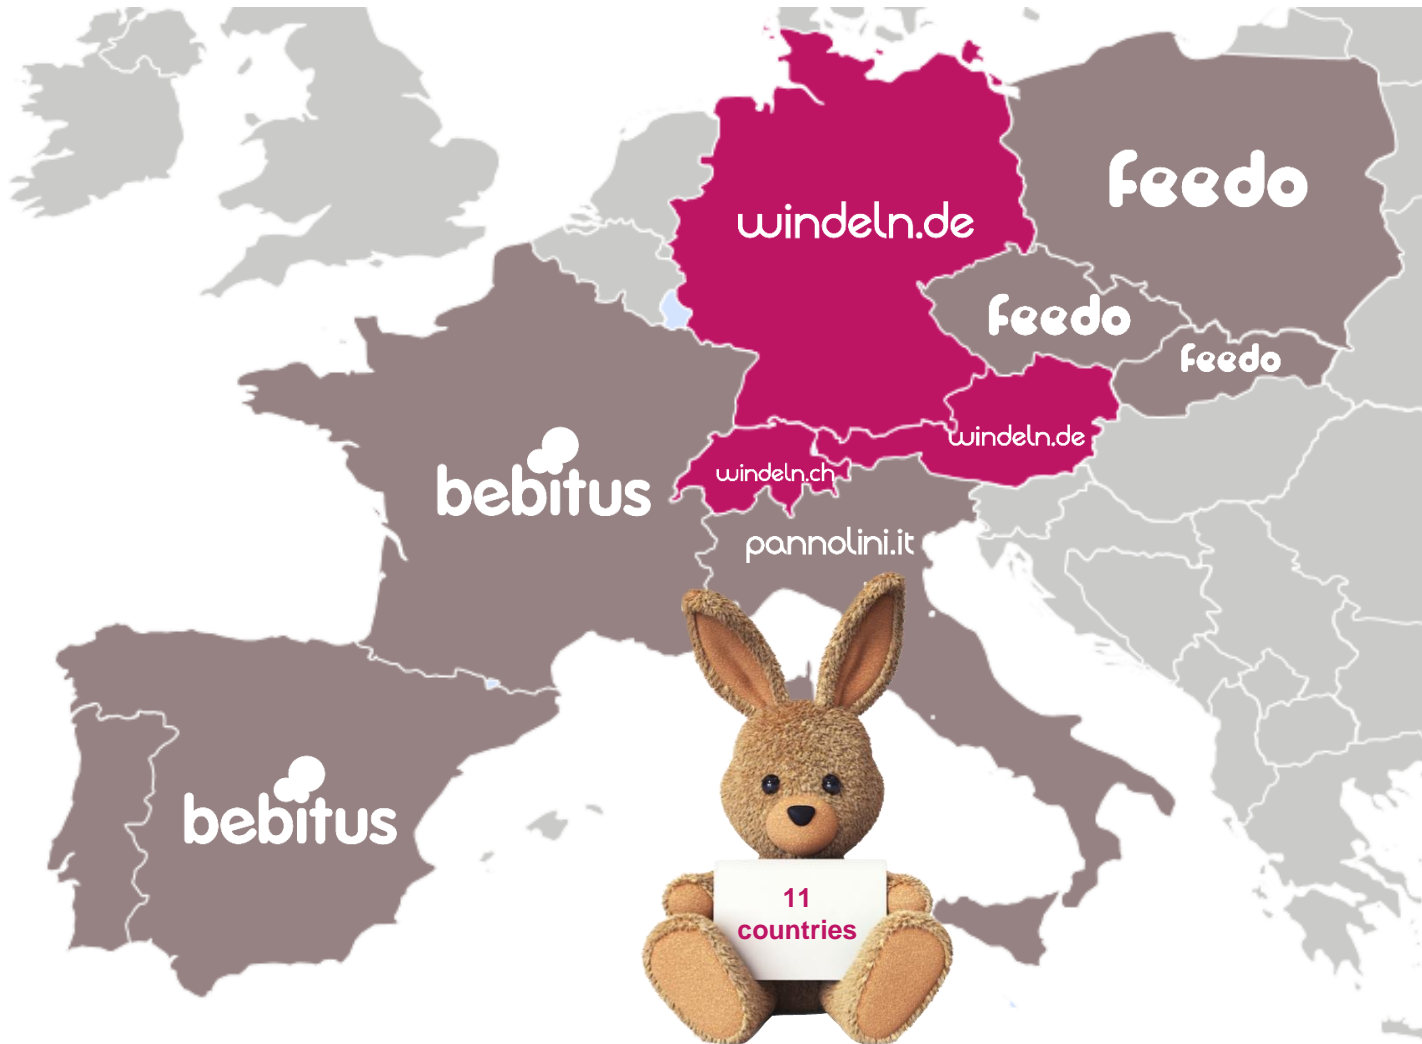 feedo
windeln.de
feedo
feedo
windeln.de
bebitus
windeln.ch
pannolini.it
bebitus
11
countries